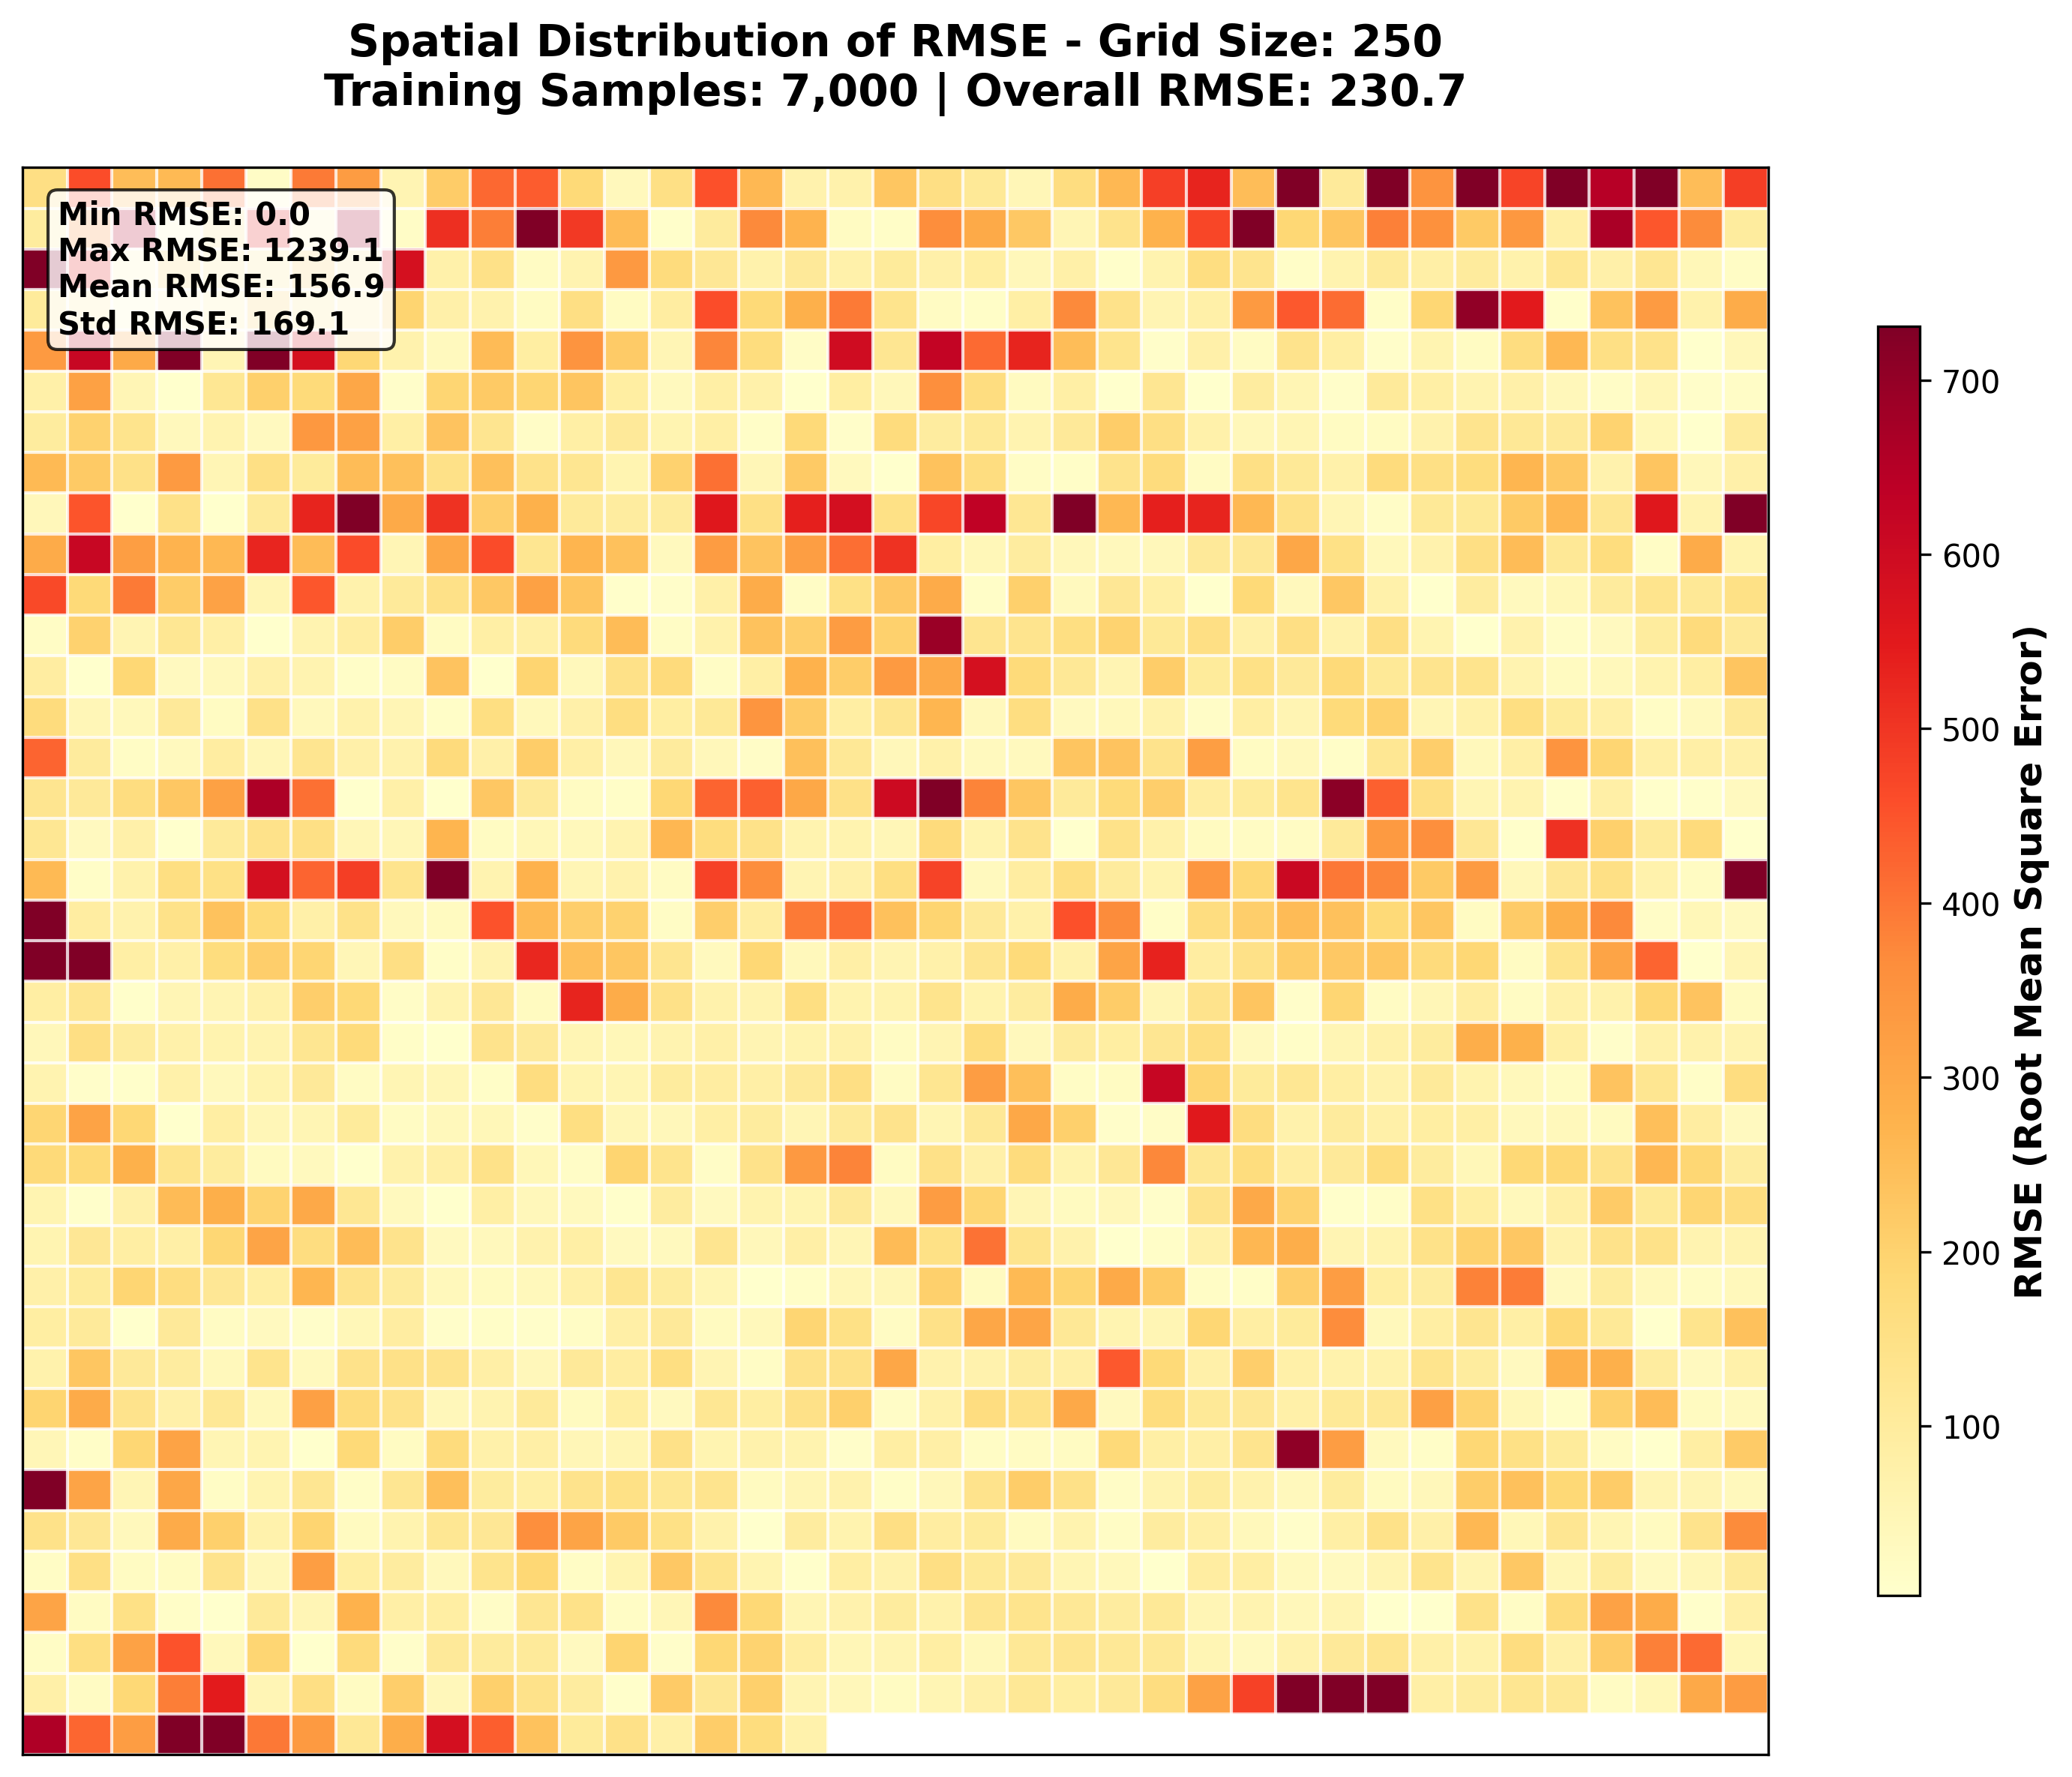 Spatial Distribution of RMSE - Grid Size: 250
Training Samples: 7,000 | Overall RMSE: 230.7
Min RMSE: 0.0
Max RMSE: 1239.1
Mean RMSE: 156.9
Std RMSE: 169.1
700
600
500
400
300
200
100
RMSE (Root Mean Square Error)